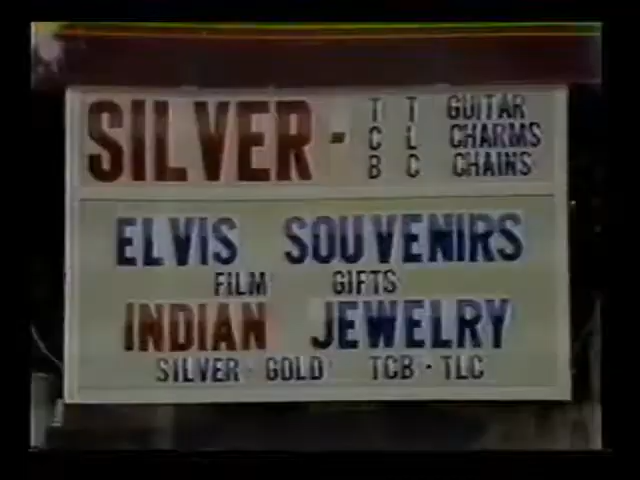 SILVER - T T GUITAR
C L CHARMS
B C CHAINS
ELVIS SOUVENIRS
FILM GIFTS
INDIAN JEWELRY
SILVER · GOLD TCB · TLC